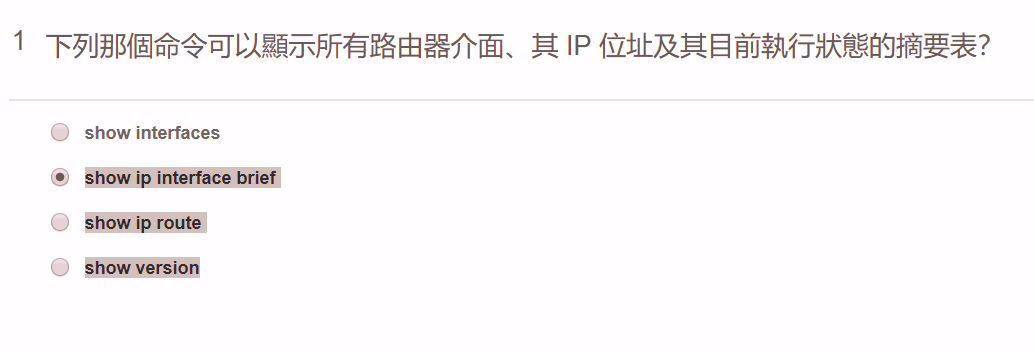 1 下列那個命令可以顯示所有路由器介面、其 IP 位址及其目前執行狀態的摘要表?
show interfaces
show ip interface brief
show ip route
show version